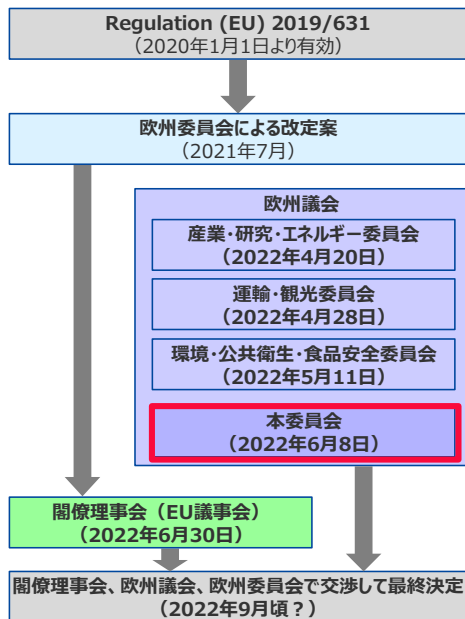 Regulation (EU) 2019/631
（2020年1月1日より有効）
欧州委員会による改定案
（2021年7月）
欧州議会
産業・研究・エネルギー委員会
（2022年4月20日）
運輸・観光委員会
（2022年4月28日）
環境・公共衛生・食品安全委員会
（2022年5月11日）
本委員会
（2022年6月8日）
閣僚理事会（EU議事会）
（2022年6月30日）
閣僚理事会、欧州議会、欧州委員会で交渉して最終決定
（2022年9月頃？）